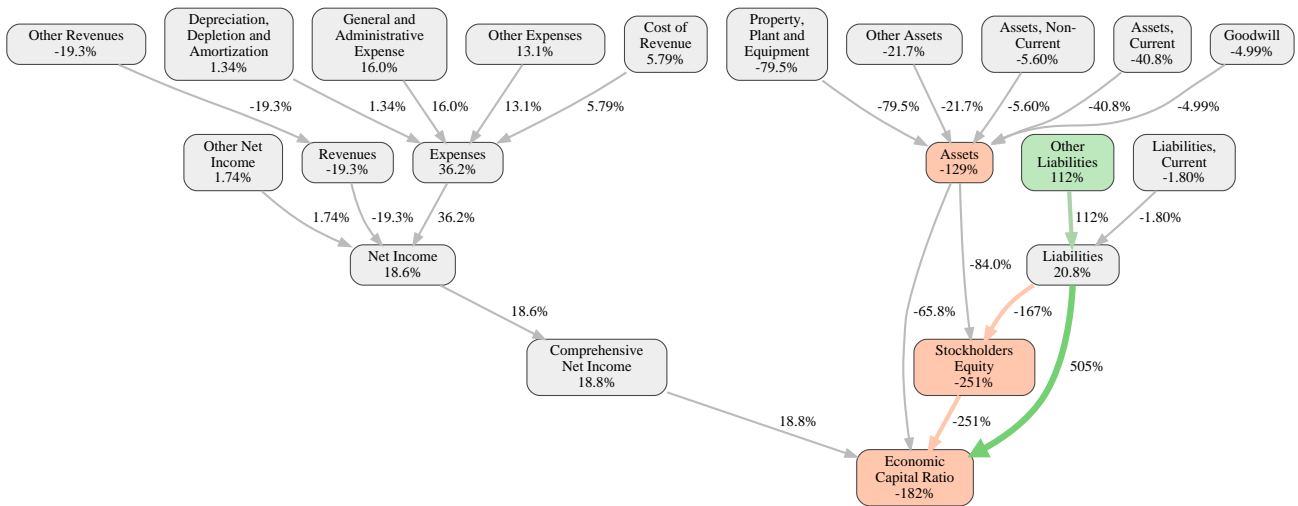 Other Revenues
-19.3%
Depreciation,
Depletion and
Amortization
1.34%
General and
Administrative
Expense
16.0%
Other Expenses
13.1%
Cost of
Revenue
5.79%
Property,
Plant and
Equipment
-79.5%
Other Assets
-21.7%
Assets, Non-
Current
-5.60%
Assets,
Current
-40.8%
Goodwill
-4.99%
-19.3%
1.34%
16.0%
13.1%
5.79%
-79.5%
-21.7%
-5.60%
-40.8%
-4.99%
Other Net
Income
1.74%
Revenues
-19.3%
Expenses
36.2%
Assets
-129%
Other
Liabilities
112%
Liabilities,
Current
-1.80%
1.74%
-19.3%
36.2%
112%
-1.80%
Net Income
18.6%
-84.0%
Liabilities
20.8%
18.6%
-65.8%
-167%
Comprehensive
Net Income
18.8%
Stockholders
Equity
-251%
505%
18.8%
-251%
Economic
Capital Ratio
-182%